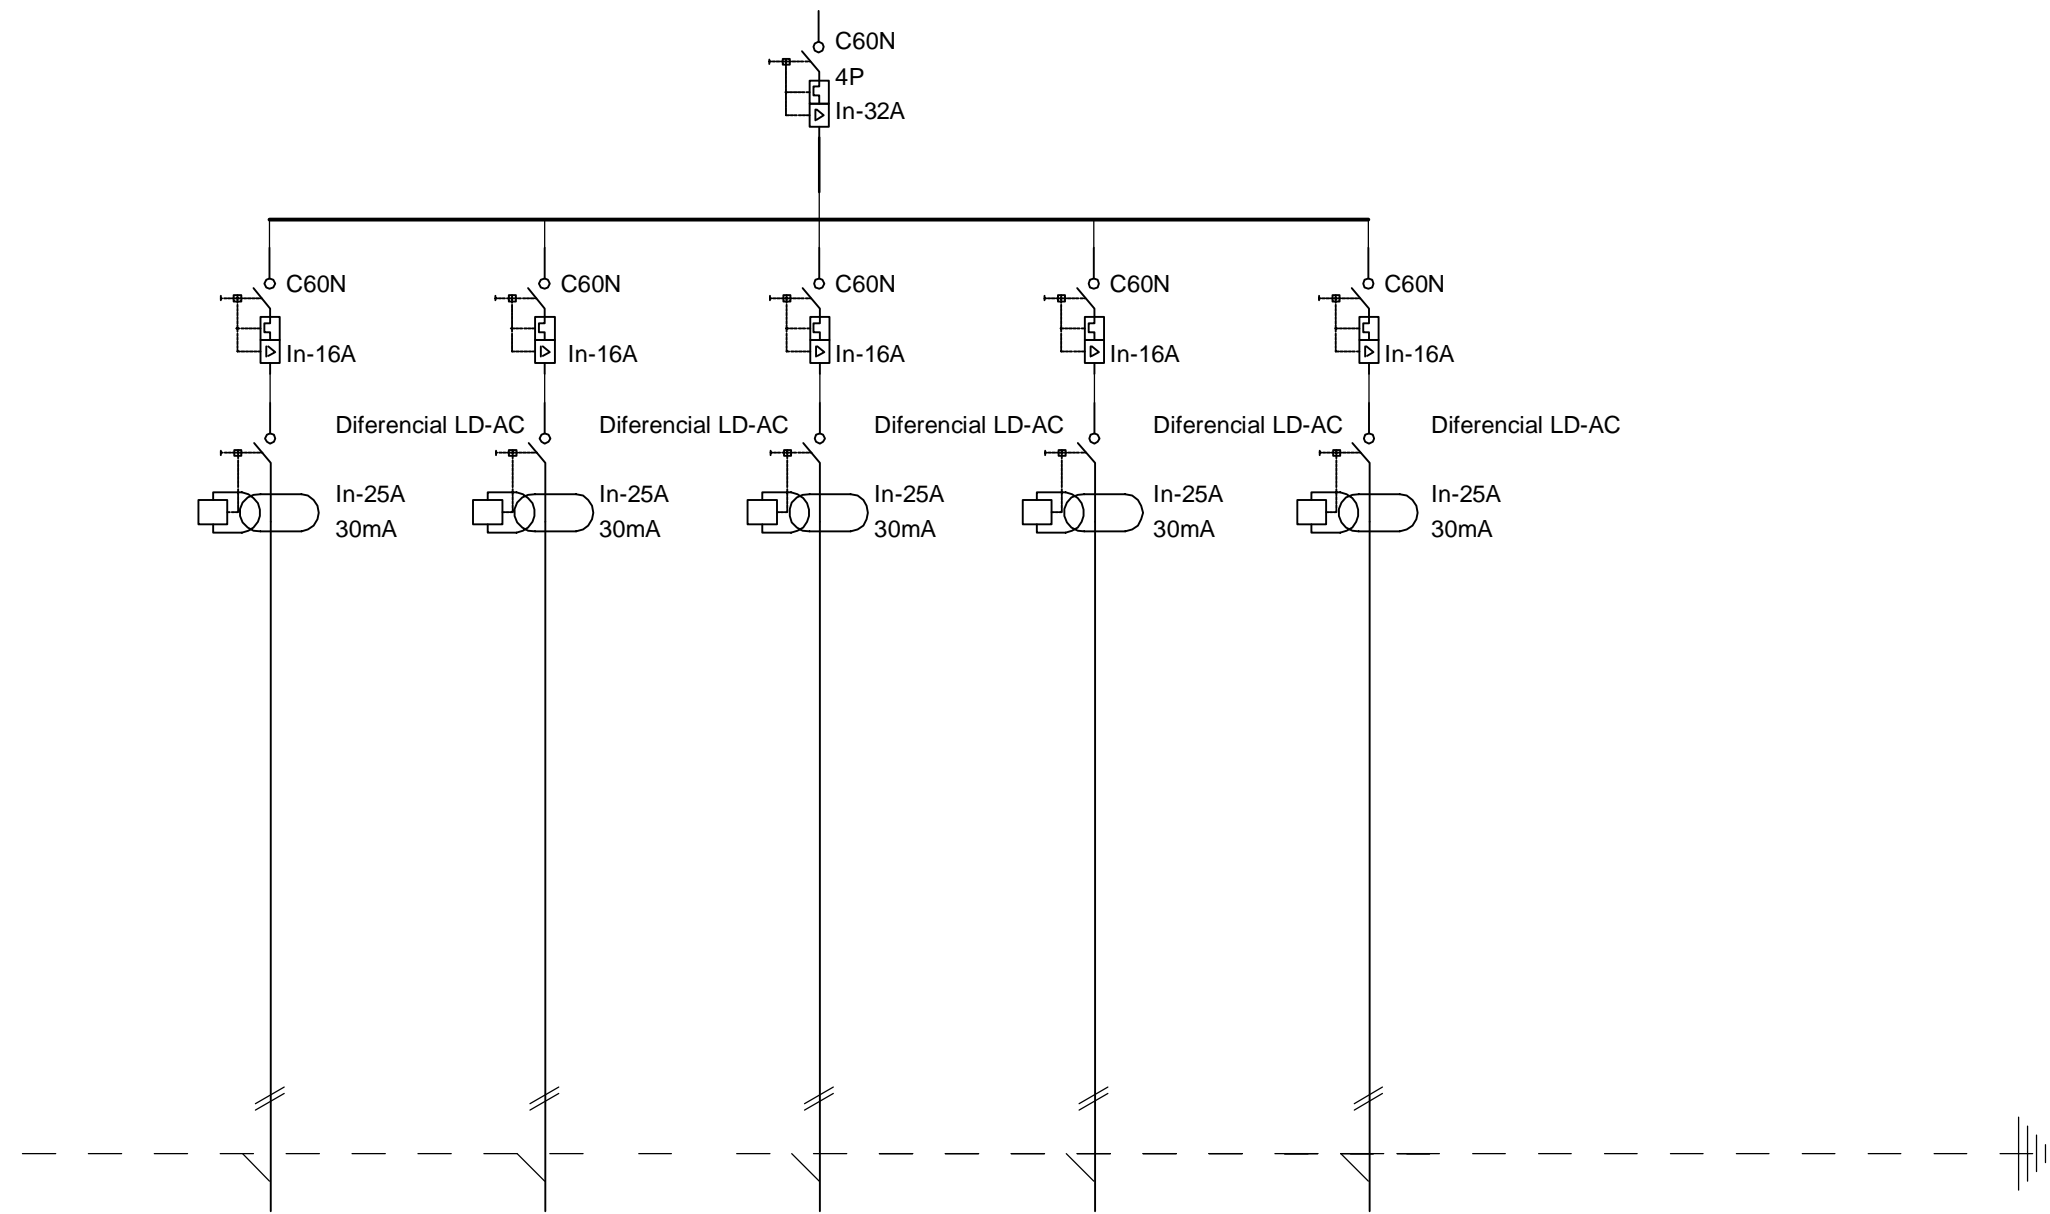 C60N
4P
In-32A
C60N
C60N
C60N
C60N
C60N
In-16A
In-16A
In-16A
In-16A
In-16A
Diferencial LD-AC
Diferencial LD-AC
Diferencial LD-AC
Diferencial LD-AC
Diferencial LD-AC
In-25A
In-25A
In-25A
In-25A
In-25A
30mA
30mA
30mA
30mA
30mA